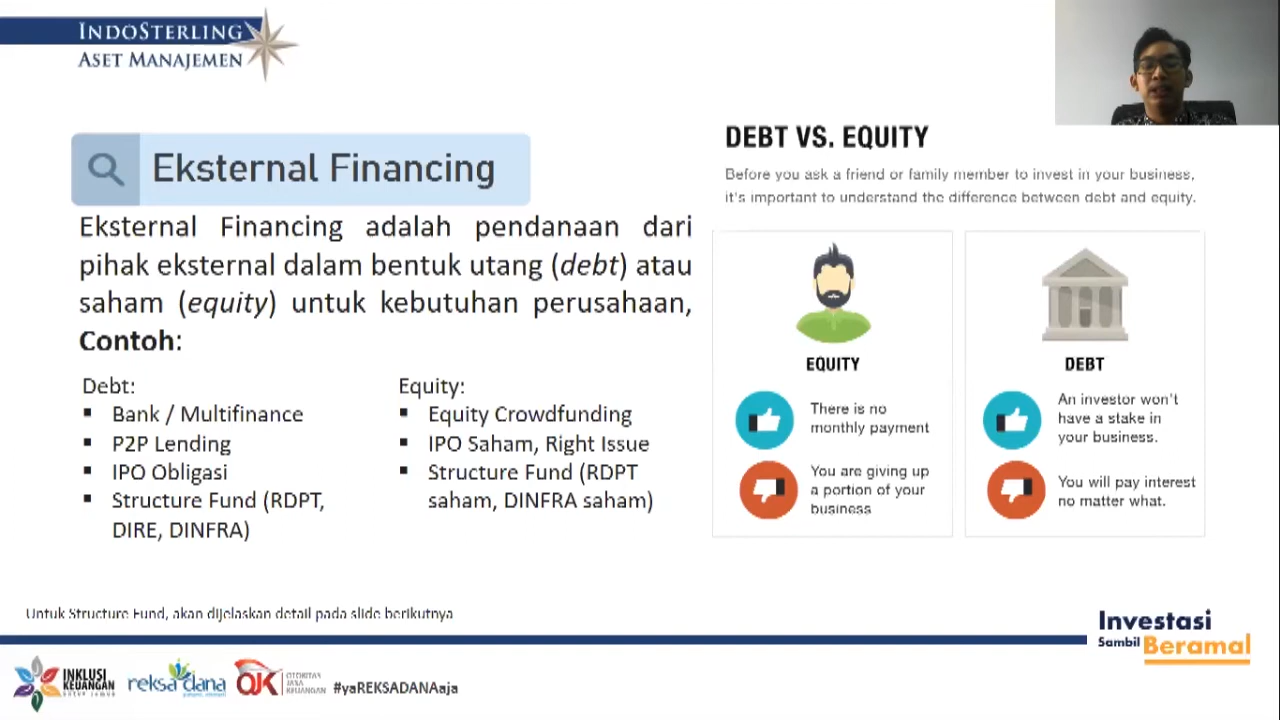 INDOSTERLING
ASET MANAJEMEN
Eksternal Financing
Eksternal Financing adalah pendanaan dari
pihak eksternal dalam bentuk utang (debt) atau
saham (equity) untuk kebutuhan perusahaan,
Contoh:
Debt:
▪ Bank / Multifinance
▪ P2P Lending
▪ IPO Obligasi
▪ Structure Fund (RDPT,
DIRE, DINFRA)
Equity:
▪ Equity Crowdfunding
▪ IPO Saham, Right Issue
▪ Structure Fund (RDPT
saham, DINFRA saham)
DEBT VS. EQUITY
Before you ask a friend or family member to invest in your business,
it's important to understand the difference between debt and equity.
EQUITY
There is no
monthly payment
You are giving up
a portion of your
business
DEBT
An investor won't
have a stake in
your business.
You will pay interest
no matter what.
Untuk Structure Fund, akan dijelaskan detail pada slide berikutnya
Investasi
Sambil Beramal
INKLUSI
KEUANGAN
reksa dana
OJK
OTORITAS
JASA
KEUANGAN
#yaREKSADANAaja